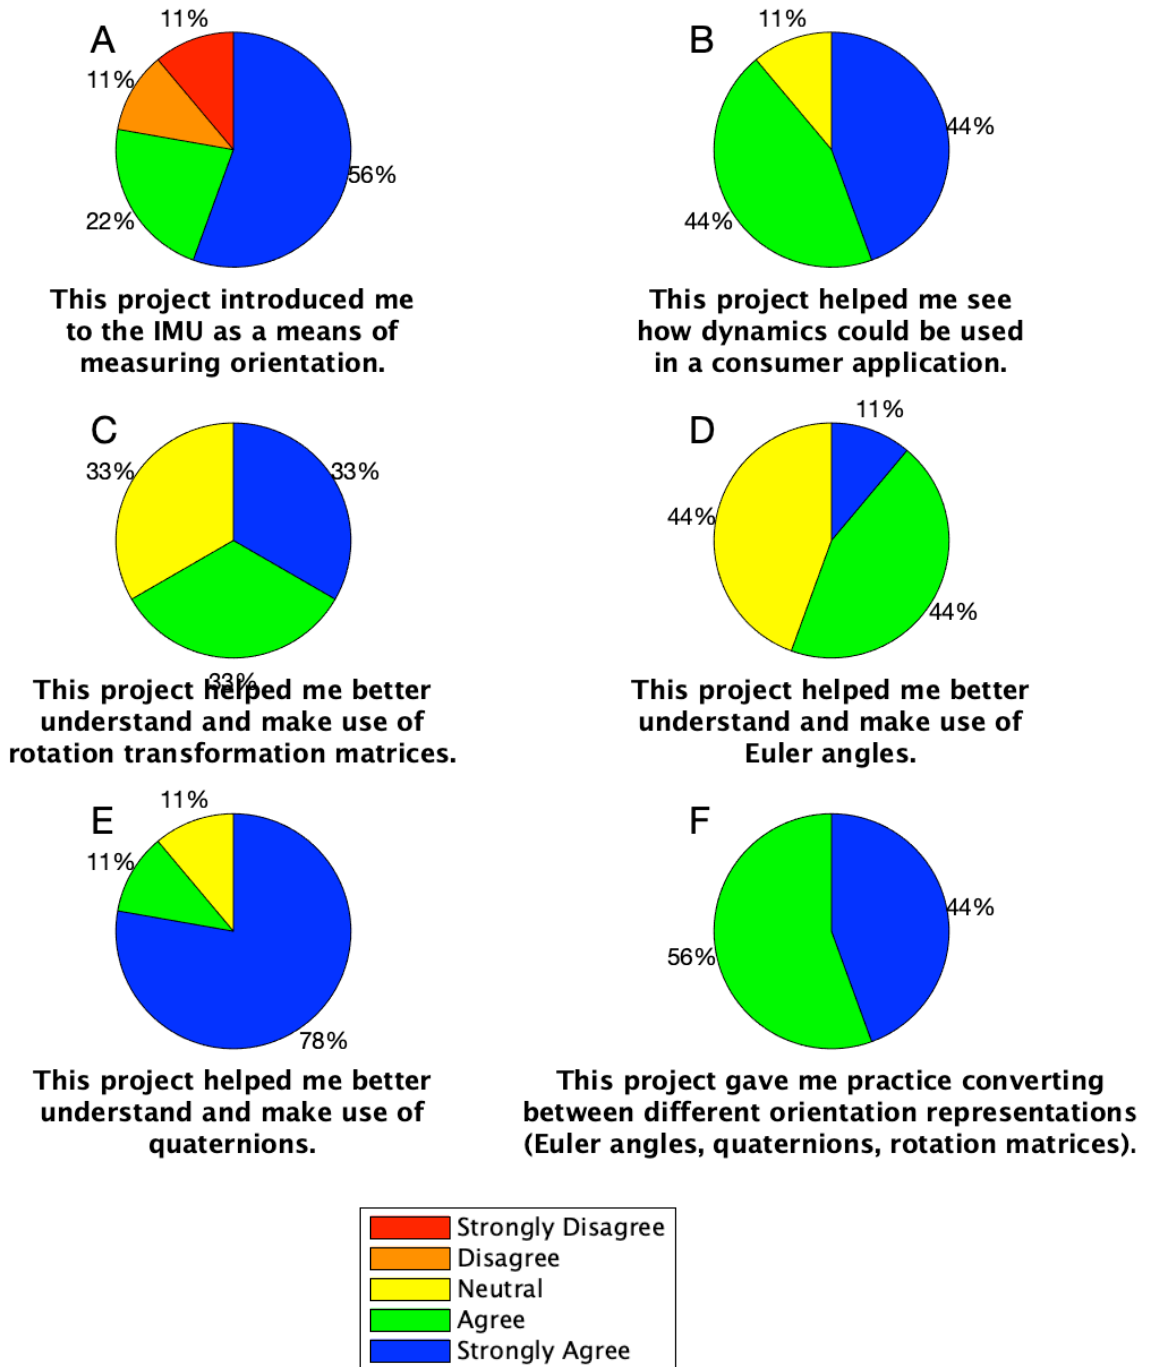 A
11%
11%
22%
56%
This project introduced me
to the IMU as a means of
measuring orientation.
B
11%
44%
44%
This project helped me see
how dynamics could be used
in a consumer application.
C
33%
33%
33%
This project helped me better
understand and make use of
rotation transformation matrices.
D
11%
44%
44%
This project helped me better
understand and make use of
Euler angles.
E
11%
11%
78%
This project helped me better
understand and make use of
quaternions.
F
44%
56%
This project gave me practice converting
between different orientation representations
(Euler angles, quaternions, rotation matrices).
Strongly Disagree
Disagree
Neutral
Agree
Strongly Agree